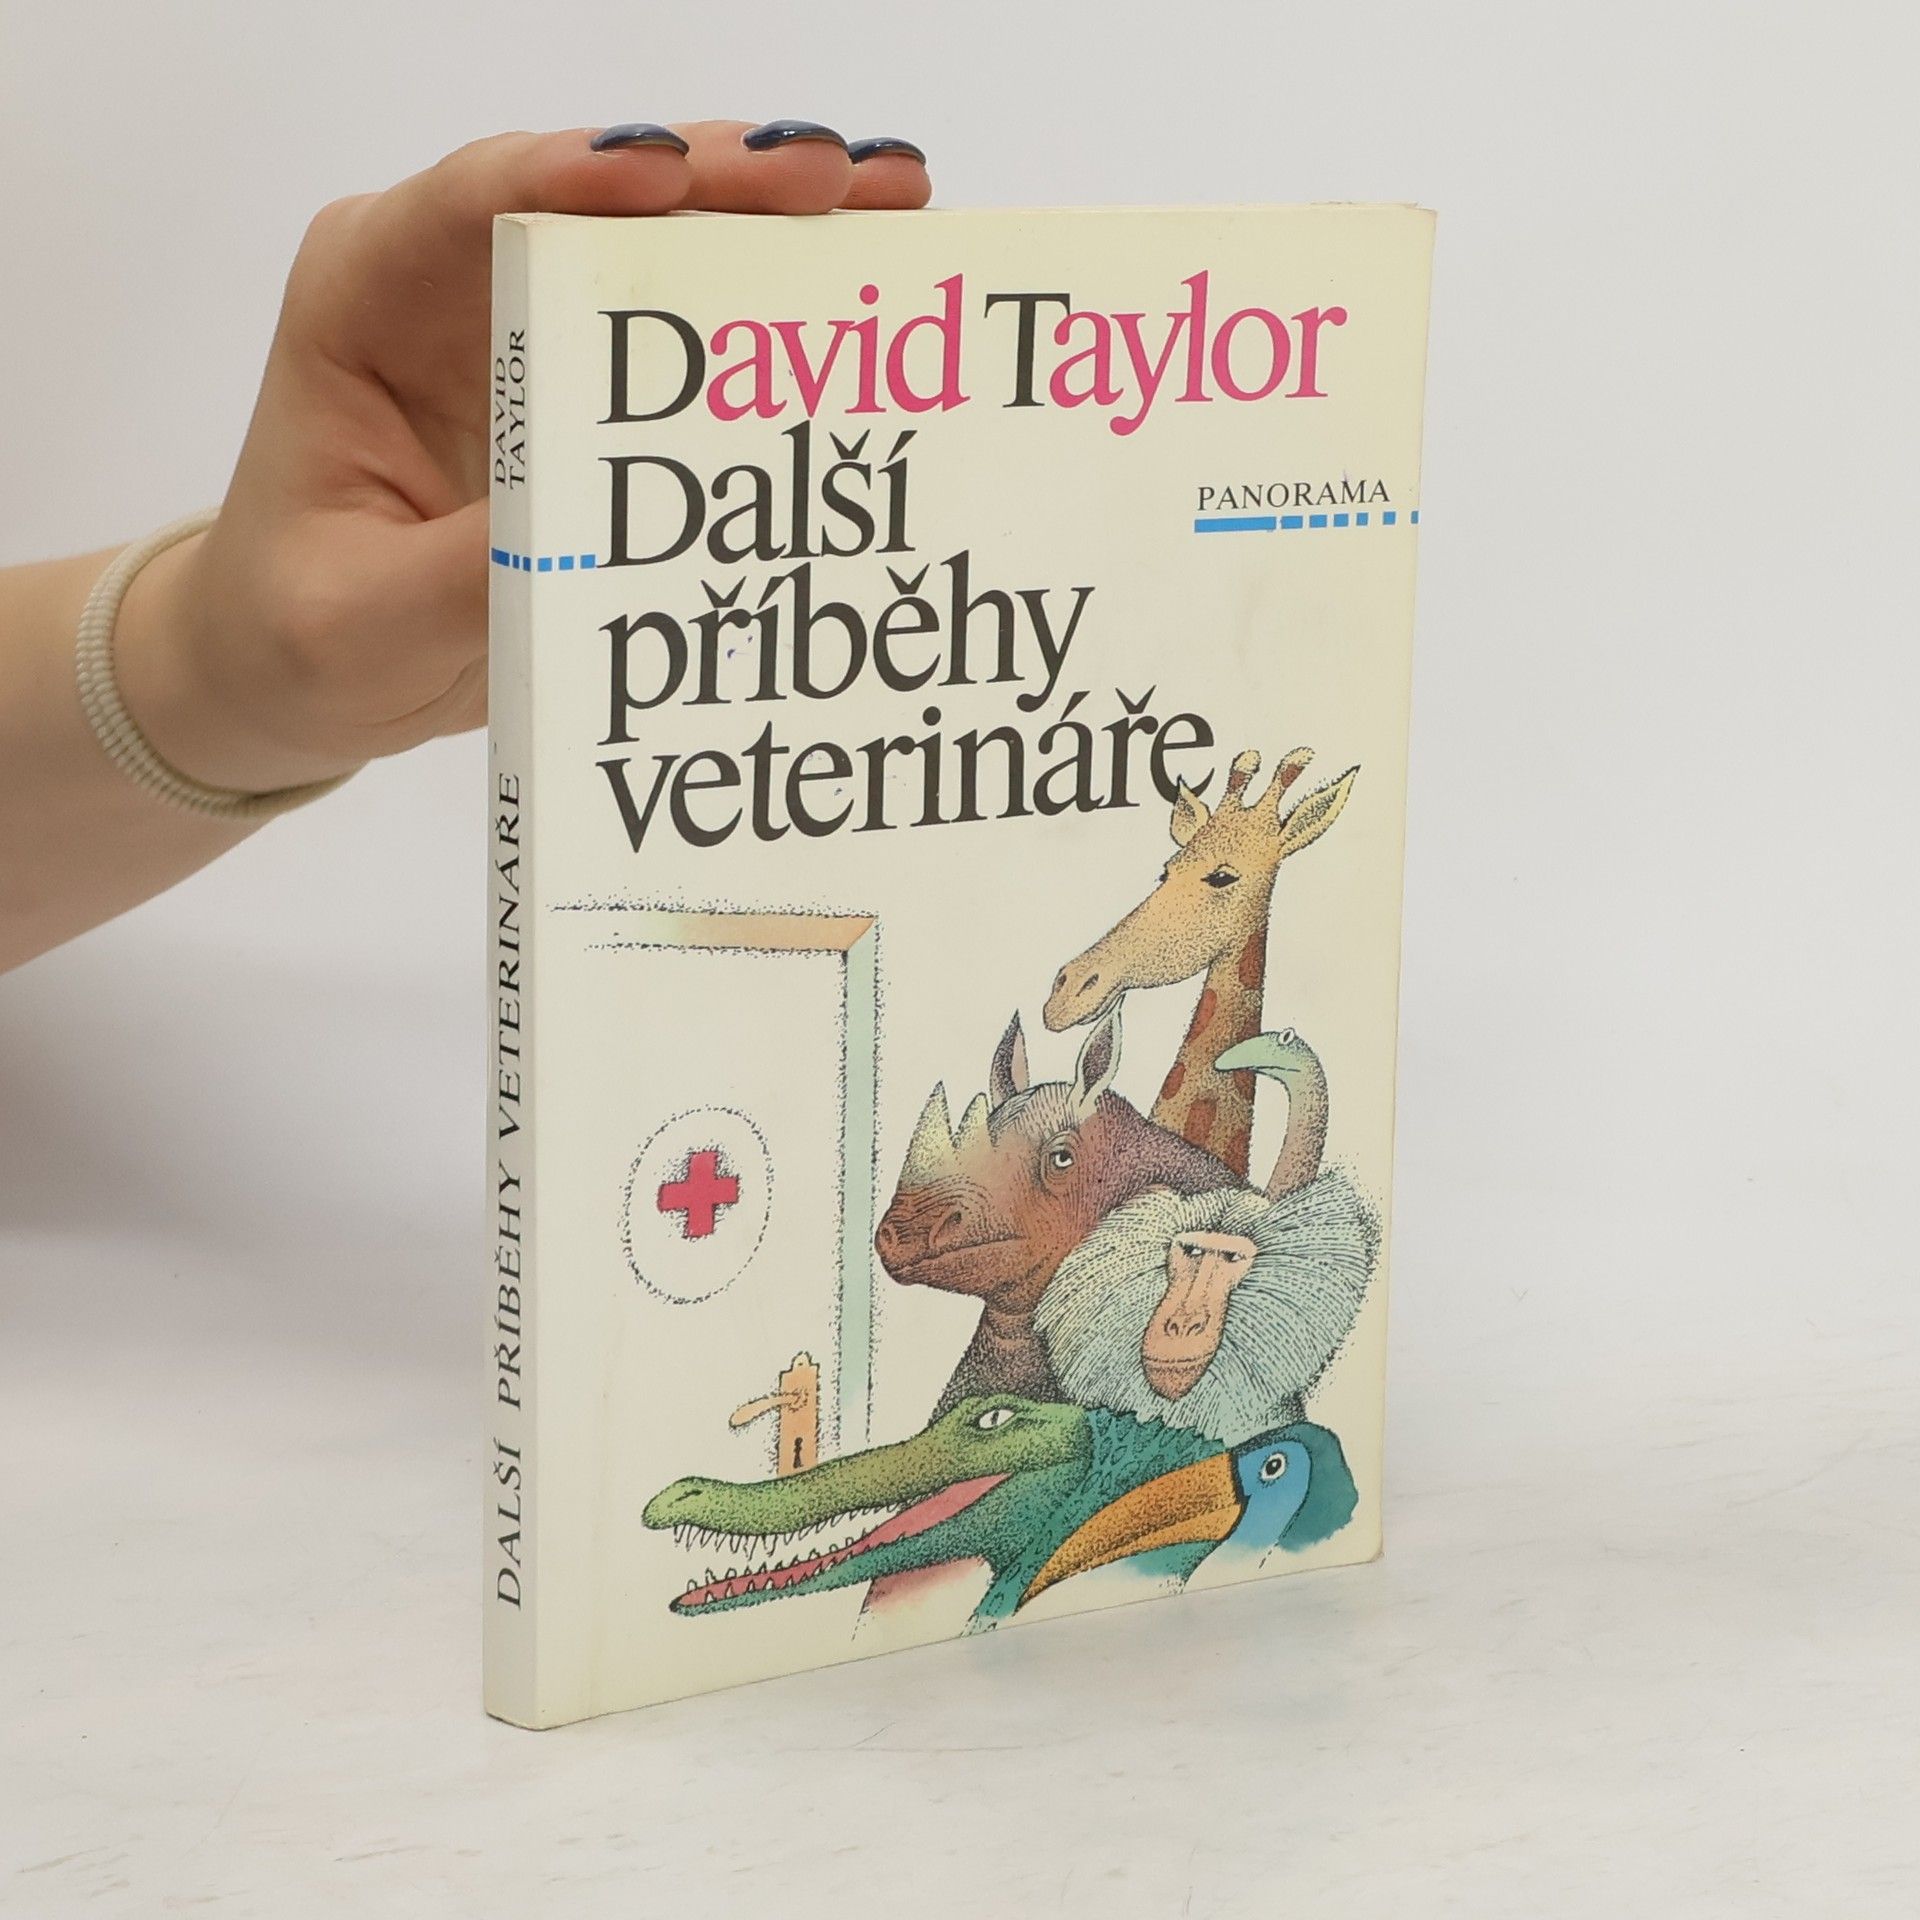 David Taylor
Další
příběhy
veterináře
PANORAMA
DAVID
TAYLOR
DALŠÍ PŘÍBĚHY VETERINÁŘE